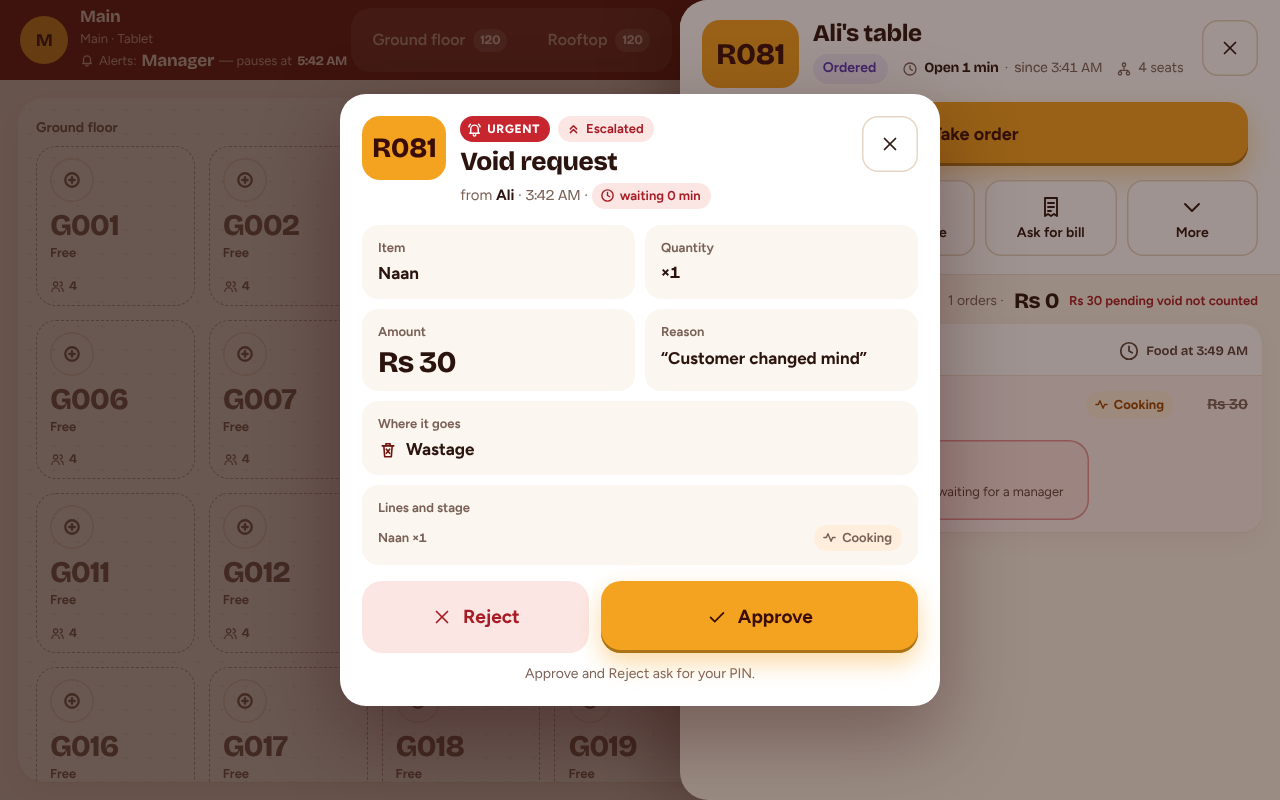 Main
M
Main · Tablet
Alerts: Manager — pauses at 5:42 AM
Ground floor 120
Rooftop 120
R081
Ali's table
Ordered
Open 1 min · since 3:41 AM
4 seats
Take order
Ask for bill
More
1 orders · Rs 0 Rs 30 pending void not counted
Food at 3:49 AM
Cooking
Rs 30
waiting for a manager
Ground floor
G001
Free
4
G002
Free
4
G006
Free
4
G007
Free
4
G011
Free
4
G012
Free
4
G016
Free
G017
Free
G018
Free
G019
Free
R081
URGENT
Escalated
Void request
from Ali · 3:42 AM · waiting 0 min
Item
Naan
Quantity
×1
Amount
Rs 30
Reason
“Customer changed mind”
Where it goes
Wastage
Lines and stage
Naan ×1
Cooking
Reject
Approve
Approve and Reject ask for your PIN.